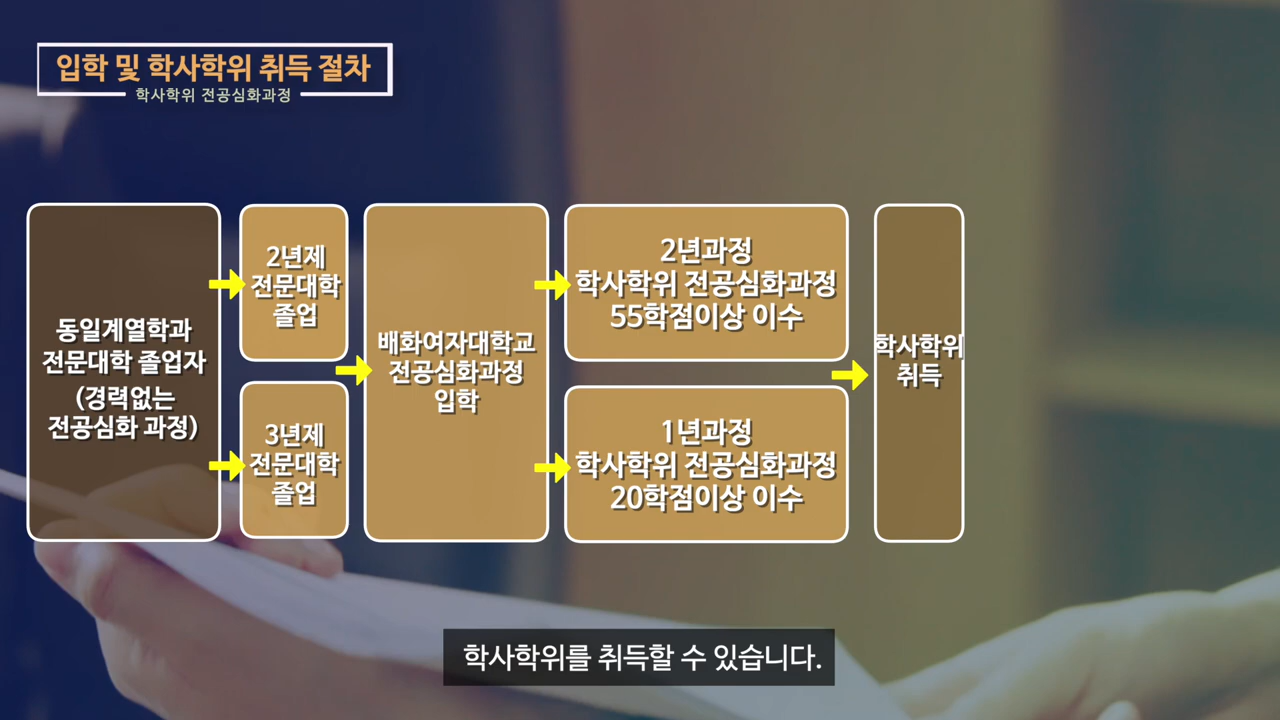 입학 및 학사학위 취득 절차
학사학위 전공심화과정
동일계열학과
전문대학 졸업자
(경력없는
전공심화 과정)
2년제
전문대학
졸업
3년제
전문대학
졸업
배화여자대학교
전공심화과정
입학
2년과정
학사학위 전공심화과정
55학점이상 이수
1년과정
학사학위 전공심화과정
20학점이상 이수
학사학위
취득
학사학위를 취득할 수 있습니다.